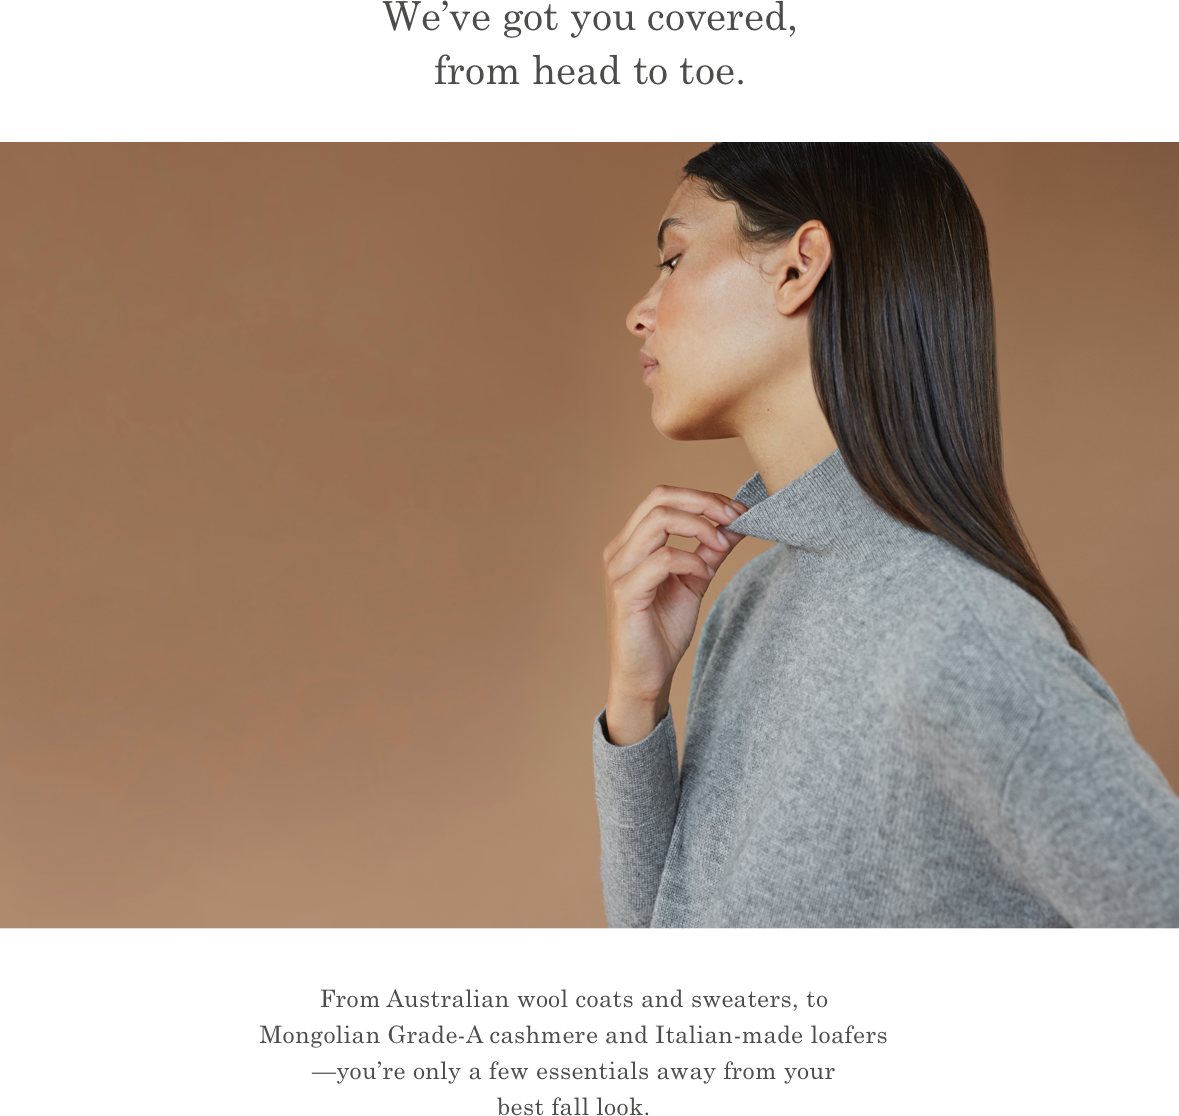 We’ve got you covered,
from head to toe.
From Australian wool coats and sweaters, to
Mongolian Grade-A cashmere and Italian-made loafers
—you’re only a few essentials away from your
best fall look.